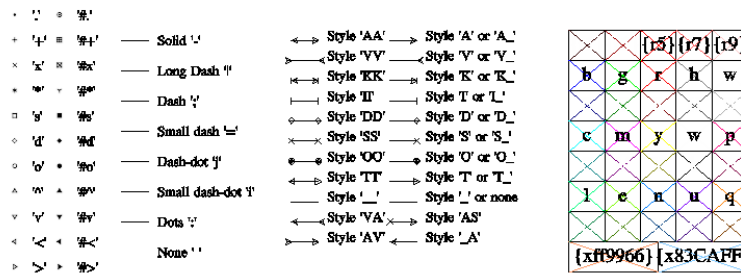 '.' '#.'
'+' '#+'
'x' '#x'
'*' '#*'
's' '#s'
'd' '#d'
'o' '#o'
'^' '#^'
'v' '#v'
'<' '#<'
'>' '#>'
Solid '-'
Long Dash '|'
Dash ';'
Small dash '='
Dash-dot 'j'
Small dash-dot 'i'
Dots ':'
None ' '
Style 'AA' Style 'A' or 'A_'
Style 'VV' Style 'V' or 'V_'
Style 'KK' Style 'K' or 'K_'
Style 'II' Style 'I' or 'I_'
Style 'DD' Style 'D' or 'D_'
Style 'SS' Style 'S' or 'S_'
Style 'OO' Style 'O' or 'O_'
Style 'TT' Style 'T' or 'T_'
Style '__' Style '_' or none
Style 'VA' Style 'AS'
Style 'AV' Style '_A'
{r5} {r7} {r9}
b g r h w
c m y w p
l e n u q
{xff9966} {x83CAFF}